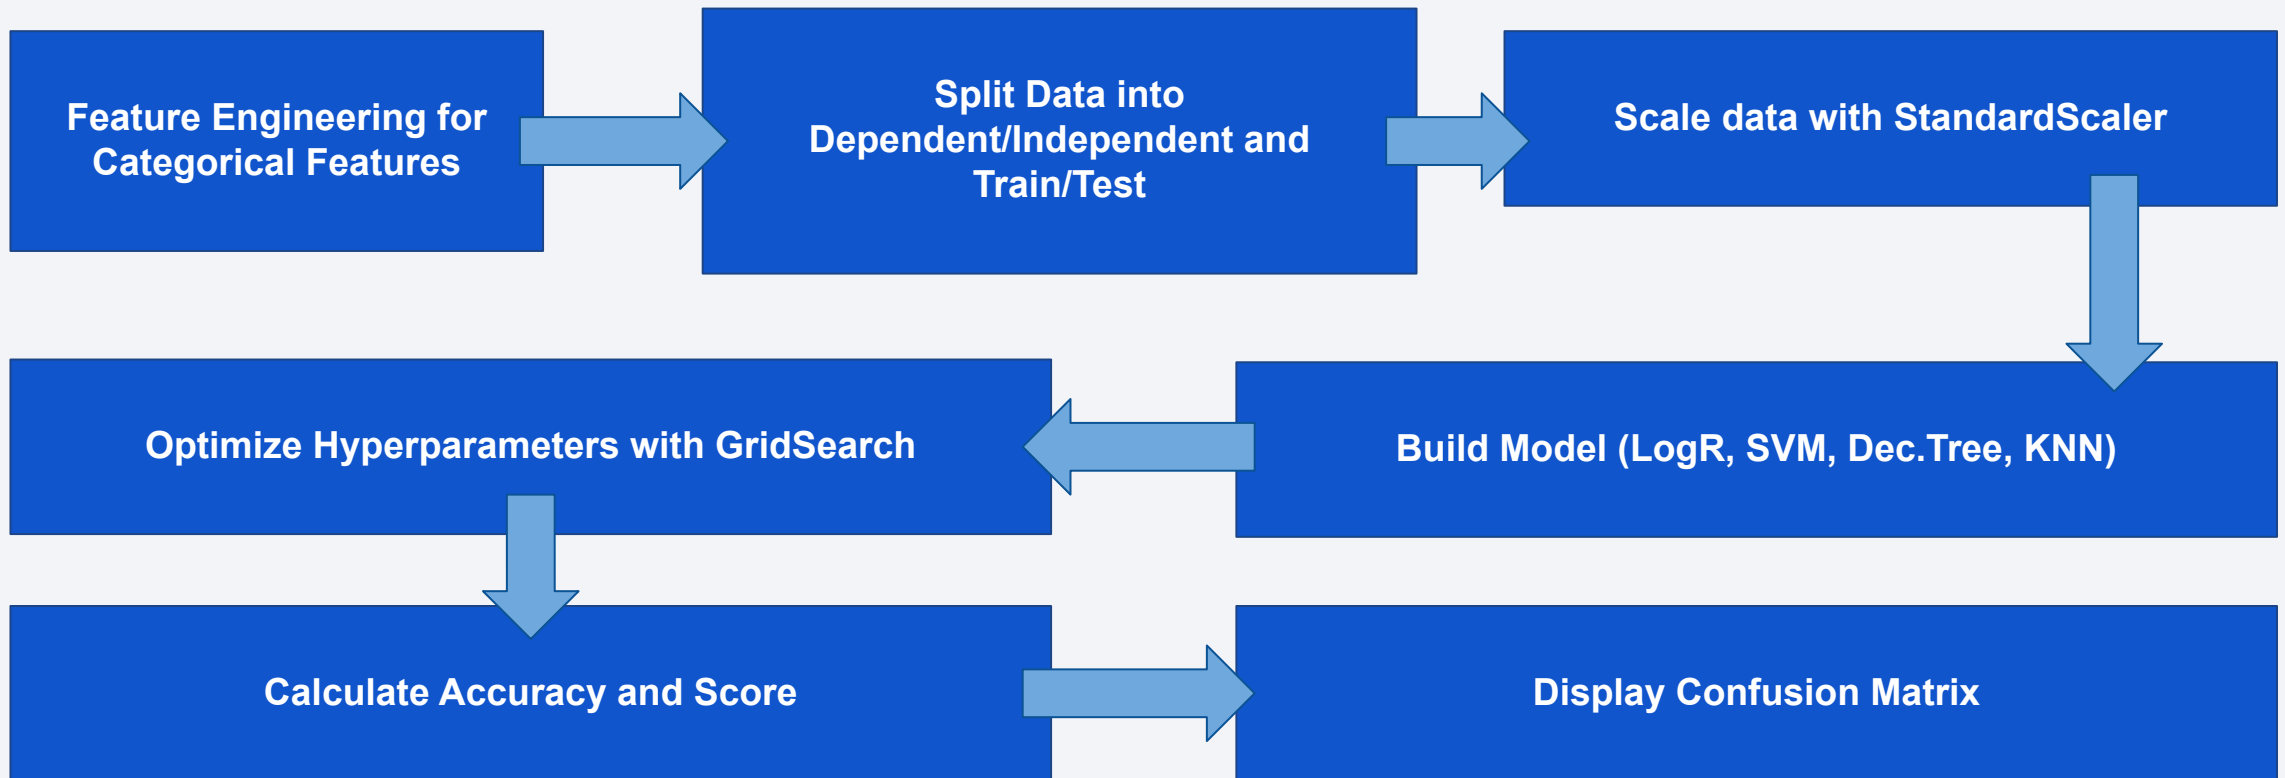 Feature Engineering for
Categorical Features
Split Data into
Dependent/Independent and
Train/Test
Scale data with StandardScaler
Build Model (LogR, SVM, Dec.Tree, KNN)
Optimize Hyperparameters with GridSearch
Calculate Accuracy and Score
Display Confusion Matrix